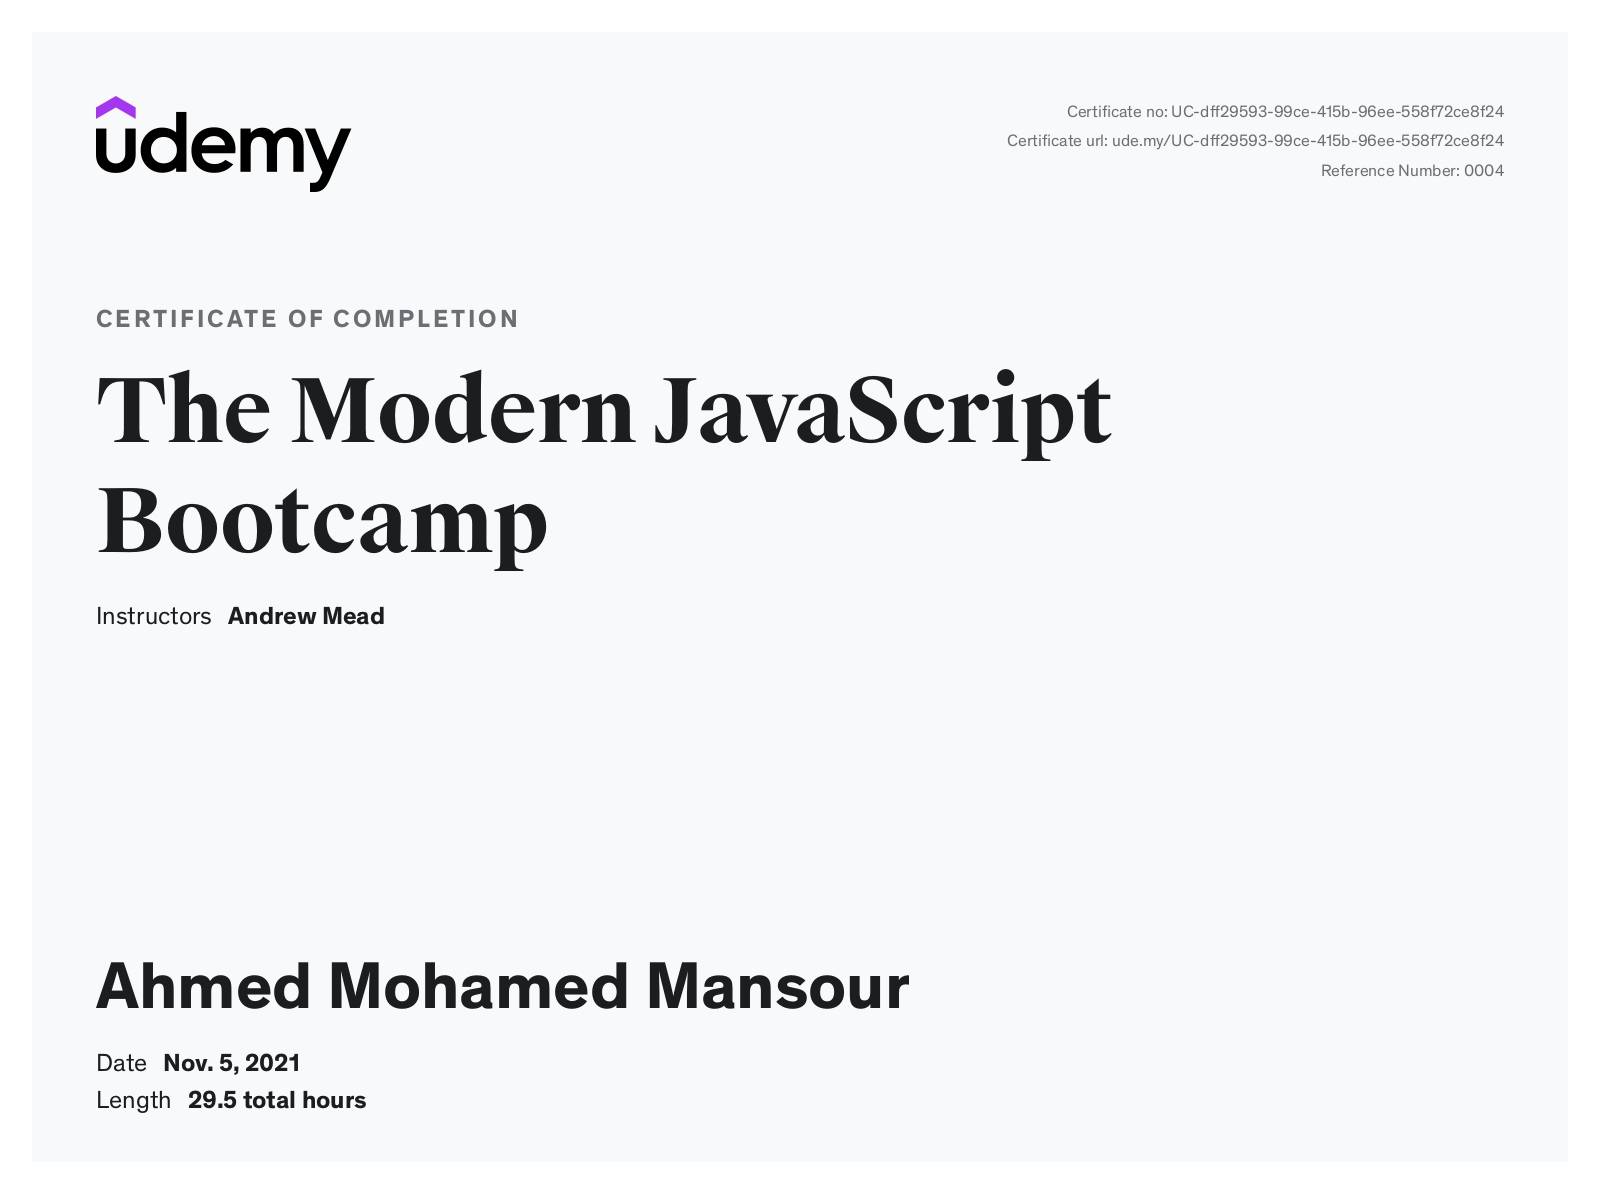 udemy
Certificate no: UC-dff29593-99ce-415b-96ee-558f72ce8f24
Certificate url: ude.my/UC-dff29593-99ce-415b-96ee-558f72ce8f24
Reference Number: 0004
CERTIFICATE OF COMPLETION
The Modern JavaScript
Bootcamp
Instructors Andrew Mead
Ahmed Mohamed Mansour
Date Nov. 5, 2021
Length 29.5 total hours